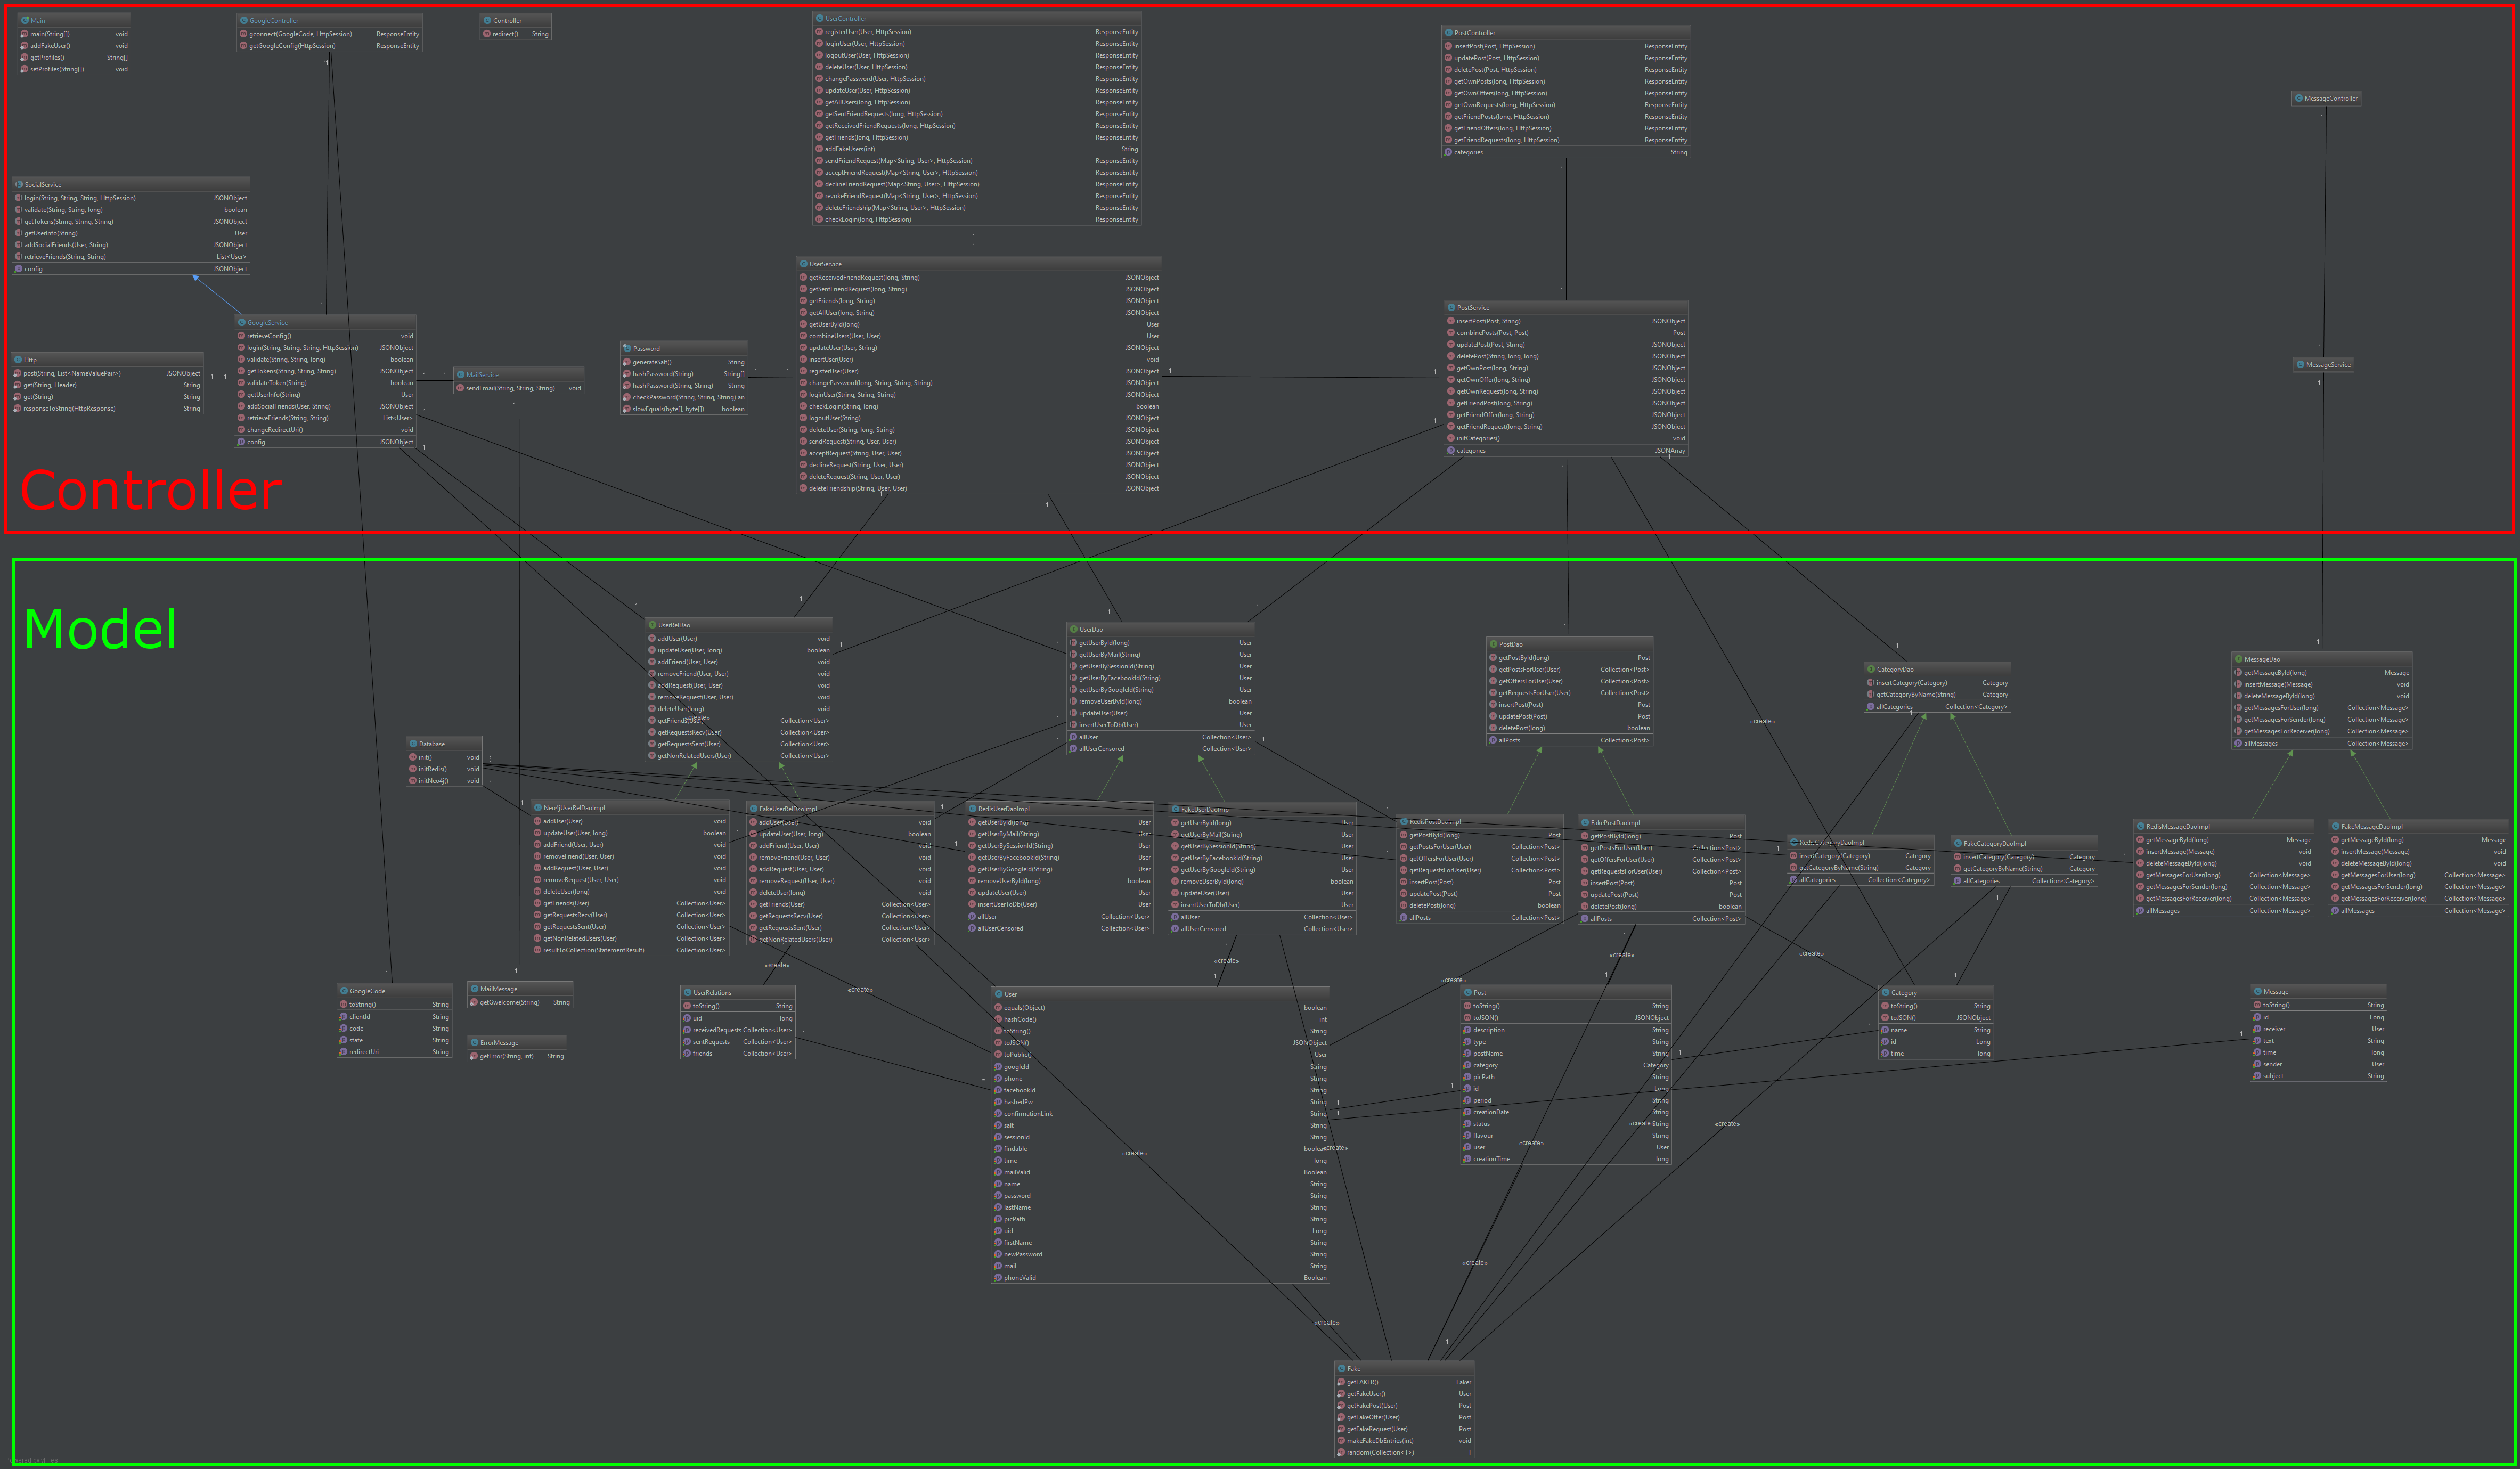 Main
main(String[]) void
addFakeUser() void
getProfiles() String[]
setProfiles(String[]) void
GoogleController
gconnect(GoogleCode, HttpSession) ResponseEntity
getGoogleConfig(HttpSession) ResponseEntity
Controller
redirect() String
UserController
registerUser(User, HttpSession) ResponseEntity
loginUser(User, HttpSession) ResponseEntity
logoutUser(User, HttpSession) ResponseEntity
deleteUser(User, HttpSession) ResponseEntity
changePassword(User, HttpSession) ResponseEntity
updateUser(User, HttpSession) ResponseEntity
getAllUsers(long, HttpSession) ResponseEntity
getSentFriendRequests(long, HttpSession) ResponseEntity
getReceivedFriendRequests(long, HttpSession) ResponseEntity
getFriends(long, HttpSession) ResponseEntity
addFakeUsers(int) String
sendFriendRequest(Map<String, User>, HttpSession) ResponseEntity
acceptFriendRequest(Map<String, User>, HttpSession) ResponseEntity
declineFriendRequest(Map<String, User>, HttpSession) ResponseEntity
revokeFriendRequest(Map<String, User>, HttpSession) ResponseEntity
deleteFriendship(Map<String, User>, HttpSession) ResponseEntity
checkLogin(long, HttpSession) ResponseEntity
PostController
insertPost(Post, HttpSession) ResponseEntity
updatePost(Post, HttpSession) ResponseEntity
deletePost(Post, HttpSession) ResponseEntity
getOwnPosts(long, HttpSession) ResponseEntity
getOwnOffers(long, HttpSession) ResponseEntity
getOwnRequests(long, HttpSession) ResponseEntity
getFriendPosts(long, HttpSession) ResponseEntity
getFriendOffers(long, HttpSession) ResponseEntity
getFriendRequests(long, HttpSession) ResponseEntity
categories String
MessageController
SocialService
login(String, String, String, HttpSession) JSONObject
validate(String, String, long) boolean
getTokens(String, String, String) JSONObject
getUserInfo(String) User
addSocialFriends(User, String) JSONObject
retrieveFriends(String, String) List<User>
config JSONObject
GoogleService
retrieveConfig() void
login(String, String, String, HttpSession) JSONObject
validate(String, String, long) boolean
getTokens(String, String, String) JSONObject
validateToken(String) boolean
getUserInfo(String) User
addSocialFriends(User, String) JSONObject
retrieveFriends(String, String) List<User>
changeRedirectUri() void
config JSONObject
Http
post(String, List<NameValuePair>) JSONObject
get(String, Header) String
get(String) String
responseToString(HttpResponse) String
MailService
sendEmail(String, String, String) void
Password
generateSalt() String
hashPassword(String) String[]
hashPassword(String, String) String
checkPassword(String, String, String) an
slowEquals(byte[], byte[]) boolean
UserService
getReceivedFriendRequest(long, String) JSONObject
getSentFriendRequest(long, String) JSONObject
getFriends(long, String) JSONObject
getAllUser(long, String) JSONObject
getUserById(long) User
combineUsers(User, User) User
updateUser(User, String) JSONObject
insertUser(User) void
registerUser(User) JSONObject
changePassword(long, String, String, String) JSONObject
loginUser(String, String, String) JSONObject
checkLogin(String, long) boolean
logoutUser(String) JSONObject
deleteUser(String, long, String) JSONObject
sendRequest(String, User, User) JSONObject
acceptRequest(String, User, User) JSONObject
declineRequest(String, User, User) JSONObject
deleteRequest(String, User, User) JSONObject
deleteFriendship(String, User, User) JSONObject
PostService
insertPost(Post, String) JSONObject
combinePosts(Post, Post) Post
updatePost(Post, String) JSONObject
deletePost(String, long, long) JSONObject
getOwnPost(long, String) JSONObject
getOwnOffer(long, String) JSONObject
getOwnRequest(long, String) JSONObject
getFriendPost(long, String) JSONObject
getFriendOffer(long, String) JSONObject
getFriendRequest(long, String) JSONObject
initCategories() void
categories JSONArray
MessageService
Controller
Model
UserRelDao
addUser(User) void
updateUser(User, long) boolean
addFriend(User, User) void
removeFriend(User, User) void
addRequest(User, User) void
removeRequest(User, User) void
deleteUser(long) void
getFriends(User) Collection<User>
«create»
getRequestsRecv(User) Collection<User>
getRequestsSent(User) Collection<User>
getNonRelatedUsers(User) Collection<User>
UserDao
getUserById(long) User
getUserByMail(String) User
getUserBySessionId(String) User
getUserByFacebookId(String) User
getUserByGoogleId(String) User
removeUserById(long) boolean
updateUser(User) User
insertUserToDb(User) User
allUser Collection<User>
allUserCensored Collection<User>
PostDao
getPostById(long) Post
getPostsForUser(User) Collection<Post>
getOffersForUser(User) Collection<Post>
getRequestsForUser(User) Collection<Post>
insertPost(Post) Post
updatePost(Post) Post
deletePost(long) boolean
allPosts Collection<Post>
«create»
CategoryDao
insertCategory(Category) Category
getCategoryByName(String) Category
allCategories Collection<Category>
MessageDao
getMessageById(long) Message
insertMessage(Message) void
deleteMessageById(long) void
getMessagesForUser(long) Collection<Message>
getMessagesForSender(long) Collection<Message>
getMessagesForReceiver(long) Collection<Message>
allMessages Collection<Message>
Database
init() void
initRedis() void
initNeo4j() void
Neo4jUserRelDaoImpl
addUser(User) void
updateUser(User, long) boolean
addFriend(User, User) void
removeFriend(User, User) void
addRequest(User, User) void
removeRequest(User, User) void
deleteUser(long) void
getFriends(User) Collection<User>
getRequestsRecv(User) Collection<User>
getRequestsSent(User) Collection<User>
getNonRelatedUsers(User) Collection<User>
resultToCollection(StatementResult) Collection<User>
FakeUserRelDaoImpl
addUser(User) void
updateUser(User, long) boolean
addFriend(User, User) void
removeFriend(User, User) void
addRequest(User, User) void
removeRequest(User, User) void
deleteUser(long) void
getFriends(User) Collection<User>
getRequestsRecv(User) Collection<User>
getRequestsSent(User) Collection<User>
getNonRelatedUsers(User) Collection<User>
RedisUserDaoImpl
getUserById(long) User
getUserByMail(String) User
getUserBySessionId(String) User
getUserByFacebookId(String) User
getUserByGoogleId(String) User
removeUserById(long) boolean
updateUser(User) User
insertUserToDb(User) User
allUser Collection<User>
allUserCensored Collection<User>
FakeUserDaoImpl
getUserById(long) User
getUserByMail(String) User
getUserBySessionId(String) User
getUserByFacebookId(String) User
getUserByGoogleId(String) User
removeUserById(long) boolean
updateUser(User) User
insertUserToDb(User) User
allUser Collection<User>
allUserCensored Collection<User>
RedisPostDaoImpl
getPostById(long) Post
getPostsForUser(User) Collection<Post>
getOffersForUser(User) Collection<Post>
getRequestsForUser(User) Collection<Post>
insertPost(Post) Post
updatePost(Post) Post
deletePost(long) boolean
allPosts Collection<Post>
FakePostDaoImpl
getPostById(long) Post
getPostsForUser(User) Collection<Post>
getOffersForUser(User) Collection<Post>
getRequestsForUser(User) Collection<Post>
insertPost(Post) Post
updatePost(Post) Post
deletePost(long) boolean
allPosts Collection<Post>
RedisCategoryDaoImpl
insertCategory(Category) Category
getCategoryByName(String) Category
allCategories Collection<Category>
FakeCategoryDaoImpl
insertCategory(Category) Category
getCategoryByName(String) Category
allCategories Collection<Category>
RedisMessageDaoImpl
getMessageById(long) Message
insertMessage(Message) void
deleteMessageById(long) void
getMessagesForUser(long) Collection<Message>
getMessagesForSender(long) Collection<Message>
getMessagesForReceiver(long) Collection<Message>
allMessages Collection<Message>
FakeMessageDaoImpl
getMessageById(long) Message
insertMessage(Message) void
deleteMessageById(long) void
getMessagesForUser(long) Collection<Message>
getMessagesForSender(long) Collection<Message>
getMessagesForReceiver(long) Collection<Message>
allMessages Collection<Message>
«create»
«create»
«create»
«create»
«create»
«create»
GoogleCode
toString() String
clientId String
code String
state String
redirectUri String
MailMessage
getGwelcome(String) String
ErrorMessage
getError(String, int) String
UserRelations
toString() String
uid long
receivedRequests Collection<User>
sentRequests Collection<User>
friends Collection<User>
User
equals(Object) boolean
hashCode() int
toString() String
toJSON() JSONObject
toPublic() User
googleId String
phone String
facebookId String
hashedPw String
confirmationLink String
salt String
sessionId String
findable boolean
time long
mailValid Boolean
name String
password String
lastName String
picPath String
uid Long
firstName String
newPassword String
mail String
phoneValid Boolean
Post
toString() String
toJSON() JSONObject
description String
type String
postName String
category Category
picPath String
id Long
period String
creationDate String
status String
flavour String
user User
creationTime long
Category
toString() String
toJSON() JSONObject
name String
id Long
time long
Message
toString() String
id Long
receiver User
text String
time long
sender User
subject String
«create»
«create»
«create»
«create»
«create»
«create»
«create»
Fake
getFAKER() Faker
getFakeUser() User
getFakePost(User) Post
getFakeOffer(User) Post
getFakeRequest(User) Post
makeFakeDbEntries(int) void
random(Collection<T>) T